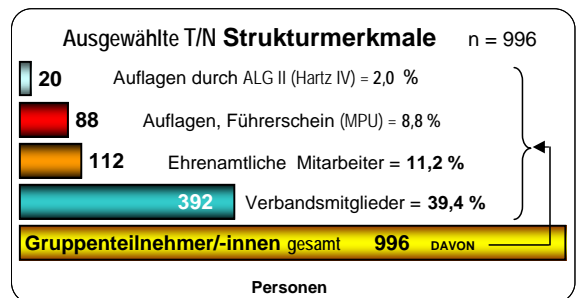 Ausgewählte T/N Strukturmerkmale n = 996
20 Auflagen durch ALG II (Hartz IV) = 2,0 %
88 Auflagen, Führerschein (MPU) = 8,8 %
112 Ehrenamtliche Mitarbeiter = 11,2 %
392 Verbandsmitglieder = 39,4 %
Gruppenteilnehmer/-innen gesamt 996 DAVON
Personen